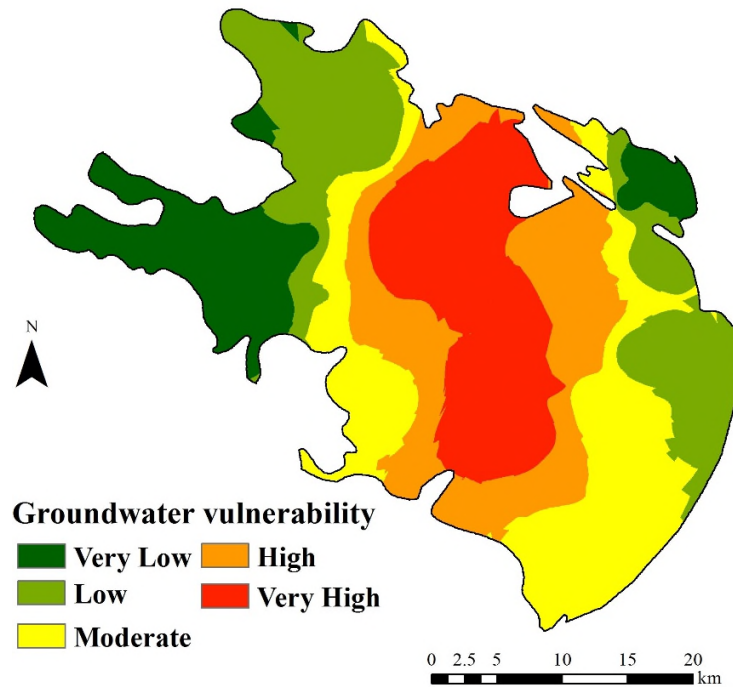 N
Groundwater vulnerability
Very Low
High
Low
Very High
Moderate
0 2.5 5 10 15 20
km